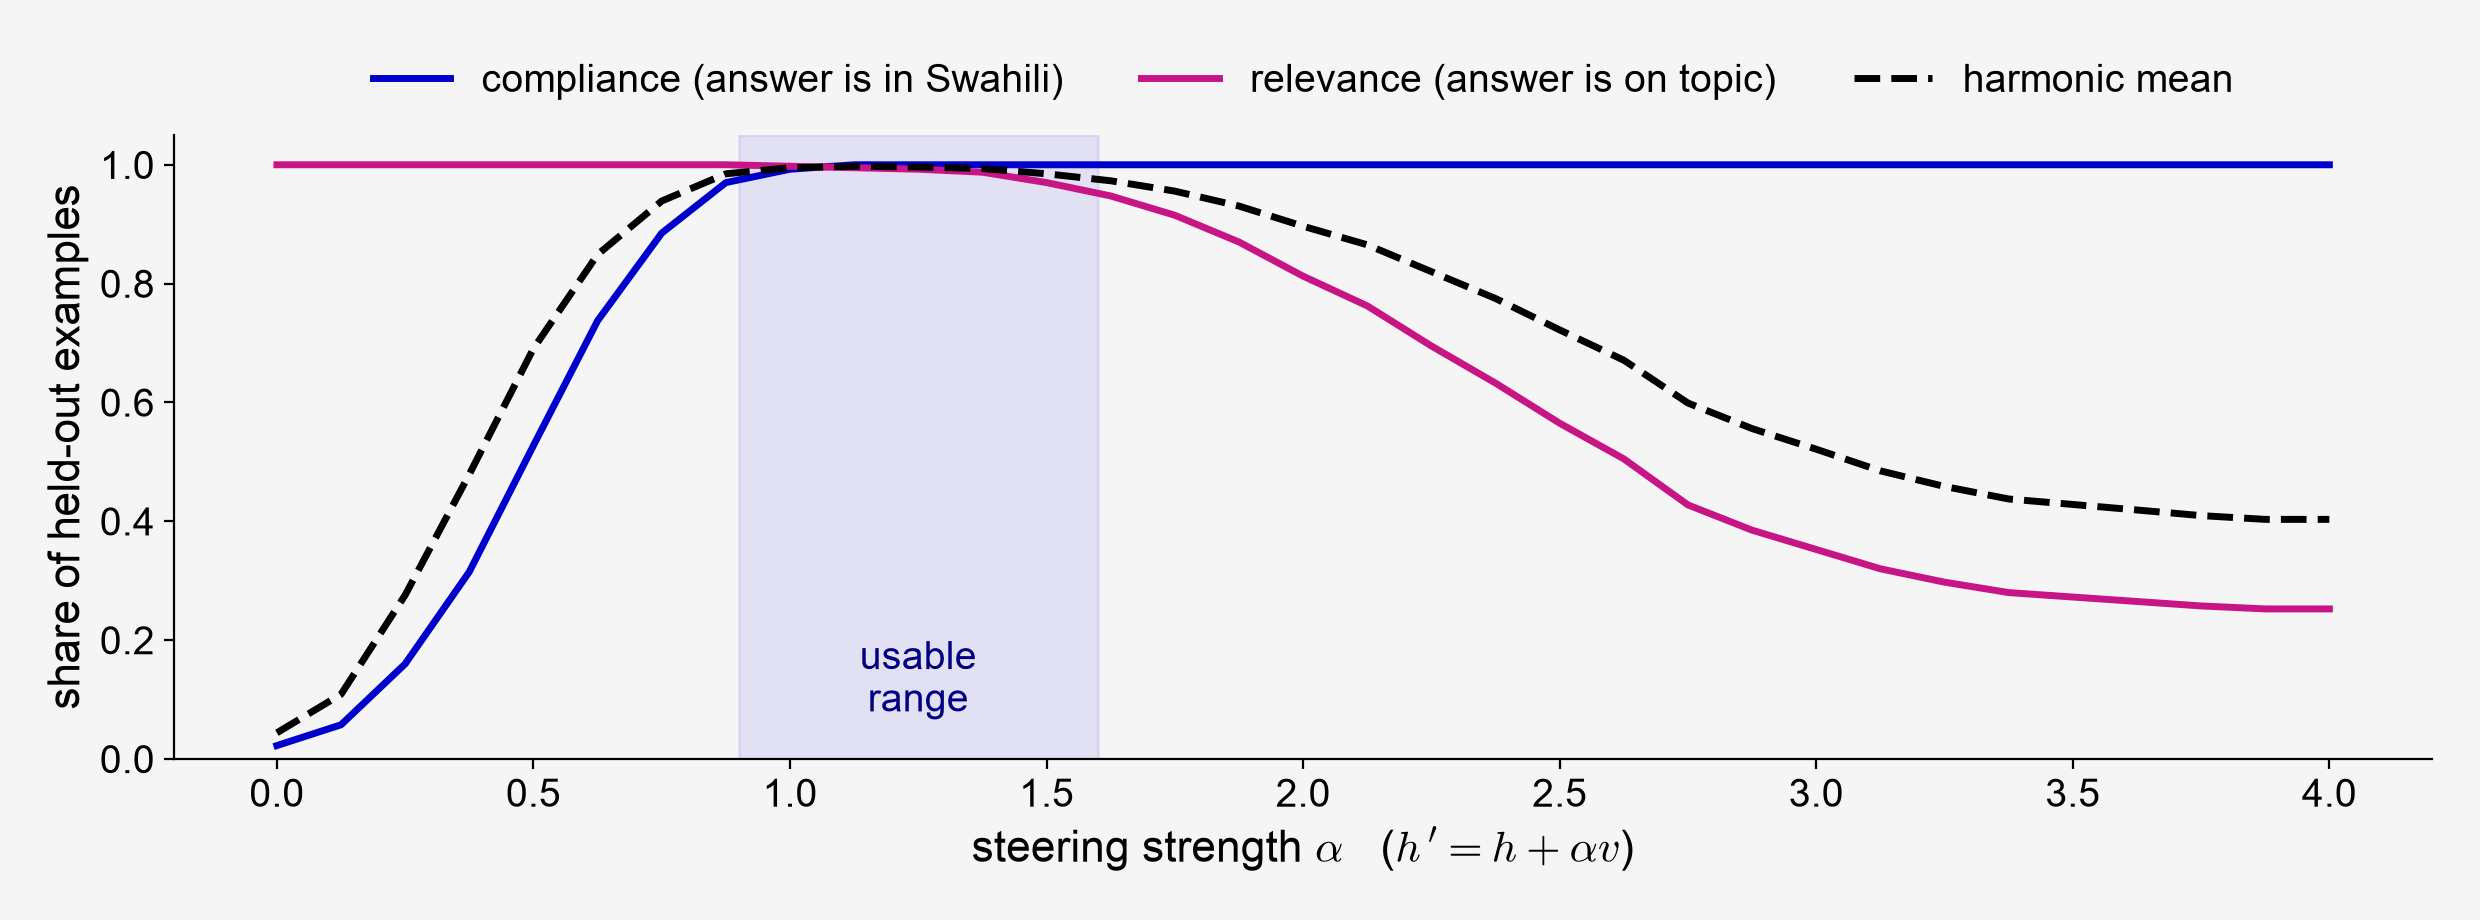 compliance (answer is in Swahili) relevance (answer is on topic) harmonic mean
share of held-out examples
1.0
0.8
0.6
0.4
0.2
0.0
usable
range
0.0 0.5 1.0 1.5 2.0 2.5 3.0 3.5 4.0
steering strength α (h′ = h + αv)